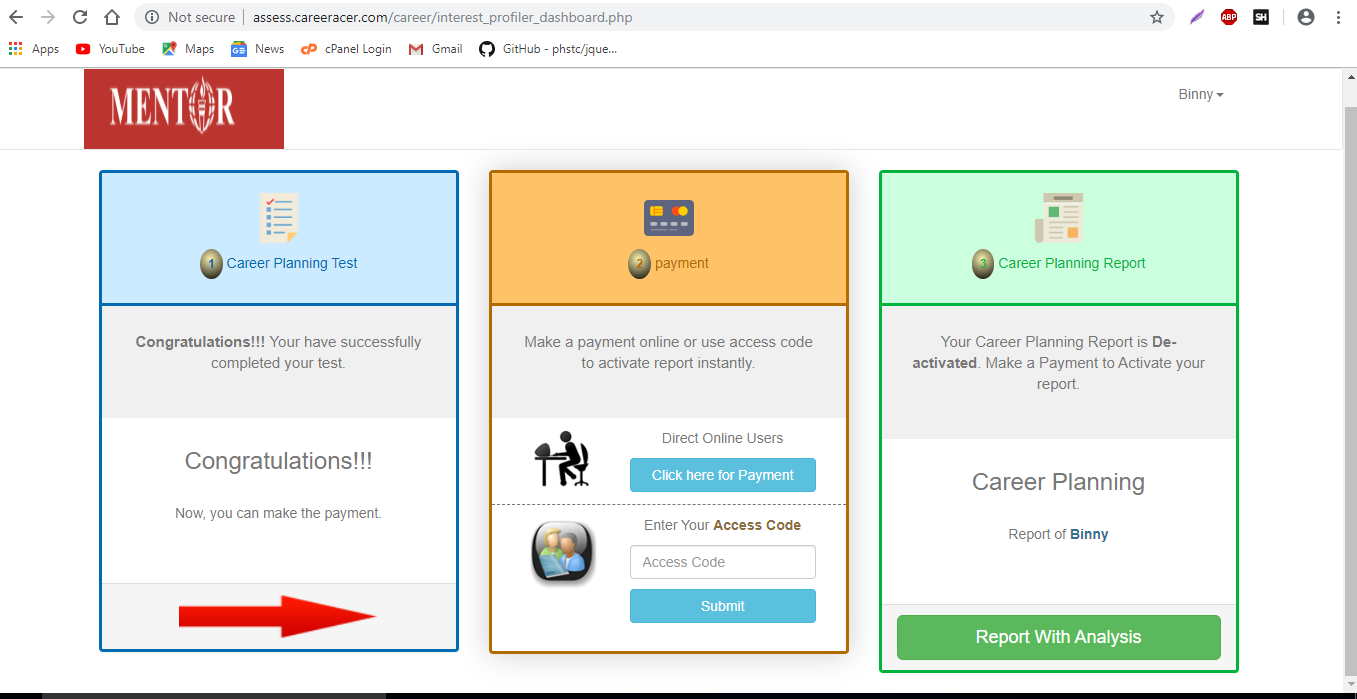 Not secure | assess.careeracer.com/career/interest_profiler_dashboard.php
ABP
SH
Apps YouTube Maps GE News cP cPanel Login Gmail GitHub - phstc/jque...
MENTOR
Binny
1 Career Planning Test
Congratulations!!! Your have successfully
completed your test.
Congratulations!!!
Now, you can make the payment.
2 payment
Make a payment online or use access code
to activate report instantly.
Direct Online Users
Click here for Payment
Enter Your Access Code
Access Code
Submit
3 Career Planning Report
Your Career Planning Report is De-
activated. Make a Payment to Activate your
report.
Career Planning
Report of Binny
Report With Analysis